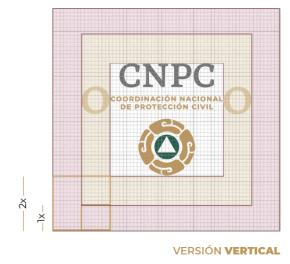 CNPC
O COORDINACIÓN NACIONAL O
DE PROTECCIÓN CIVIL
2x
1x
VERSIÓN VERTICAL